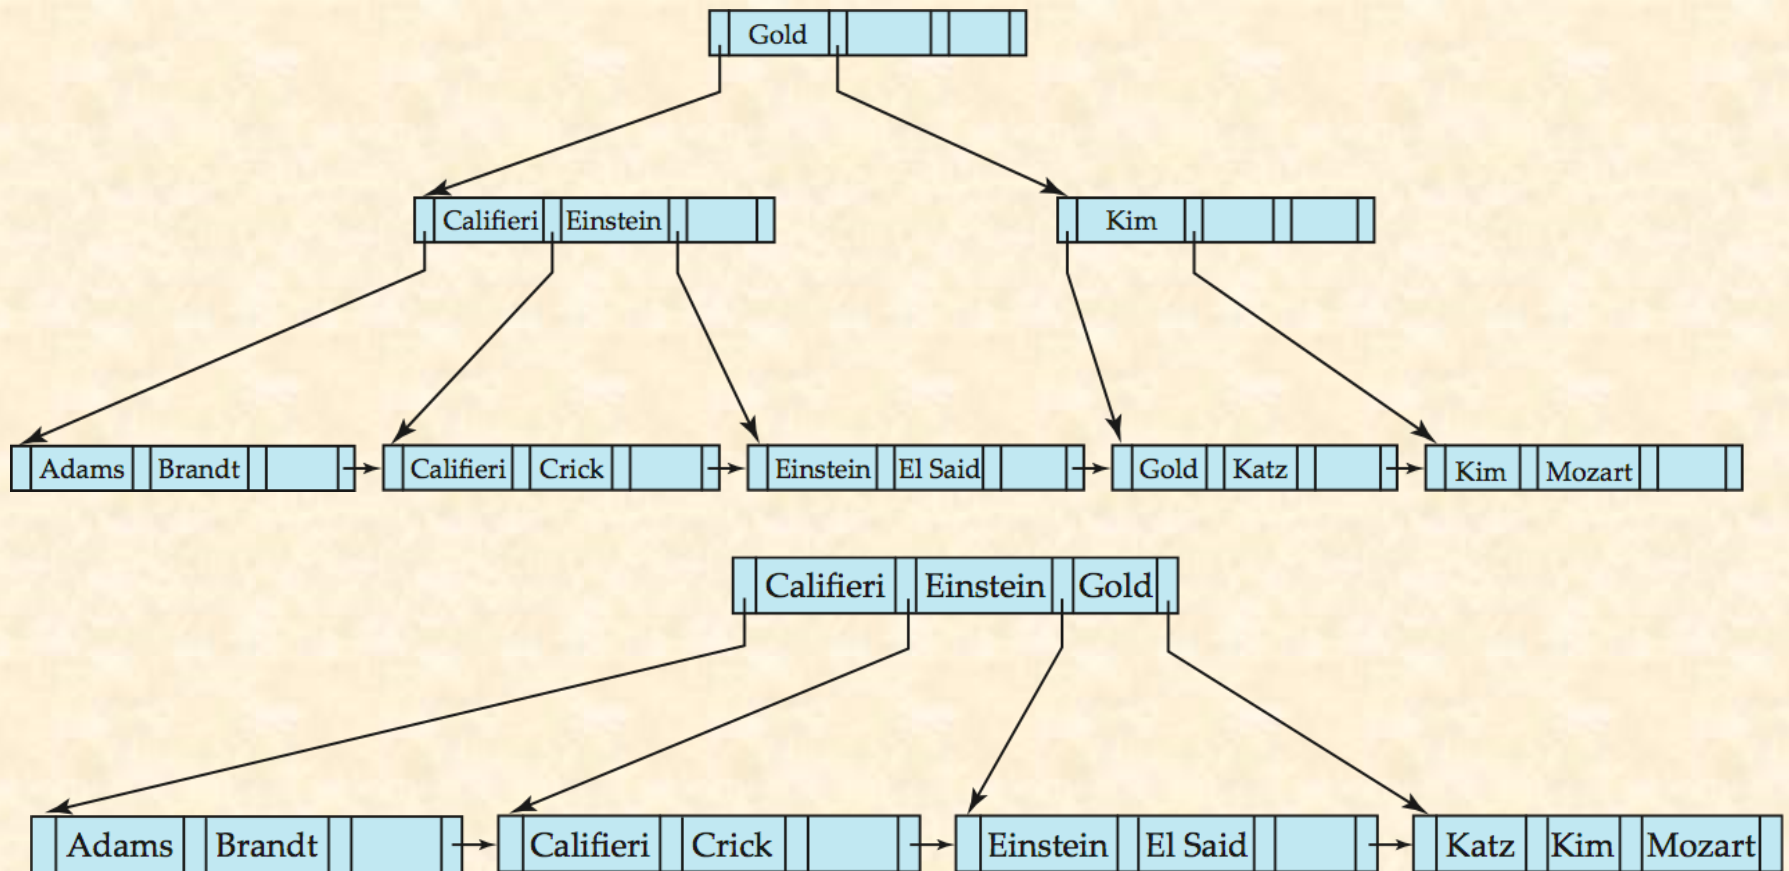 Gold
Califieri Einstein Kim
Adams Brandt Califieri Crick Einstein El Said Gold Katz Kim Mozart
Califieri Einstein Gold
Adams Brandt Califieri Crick Einstein El Said Katz Kim Mozart